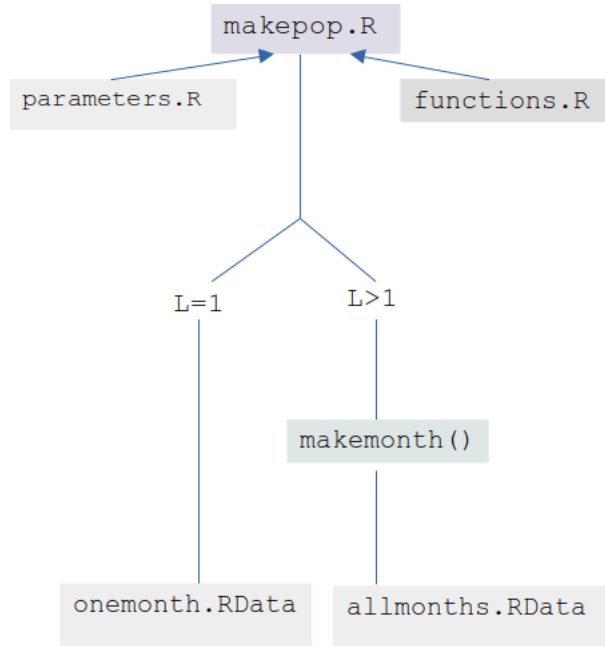 makepop.R
parameters.R
functions.R
L=1
L>1
makemonth()
onemonth.RData
allmonths.RData